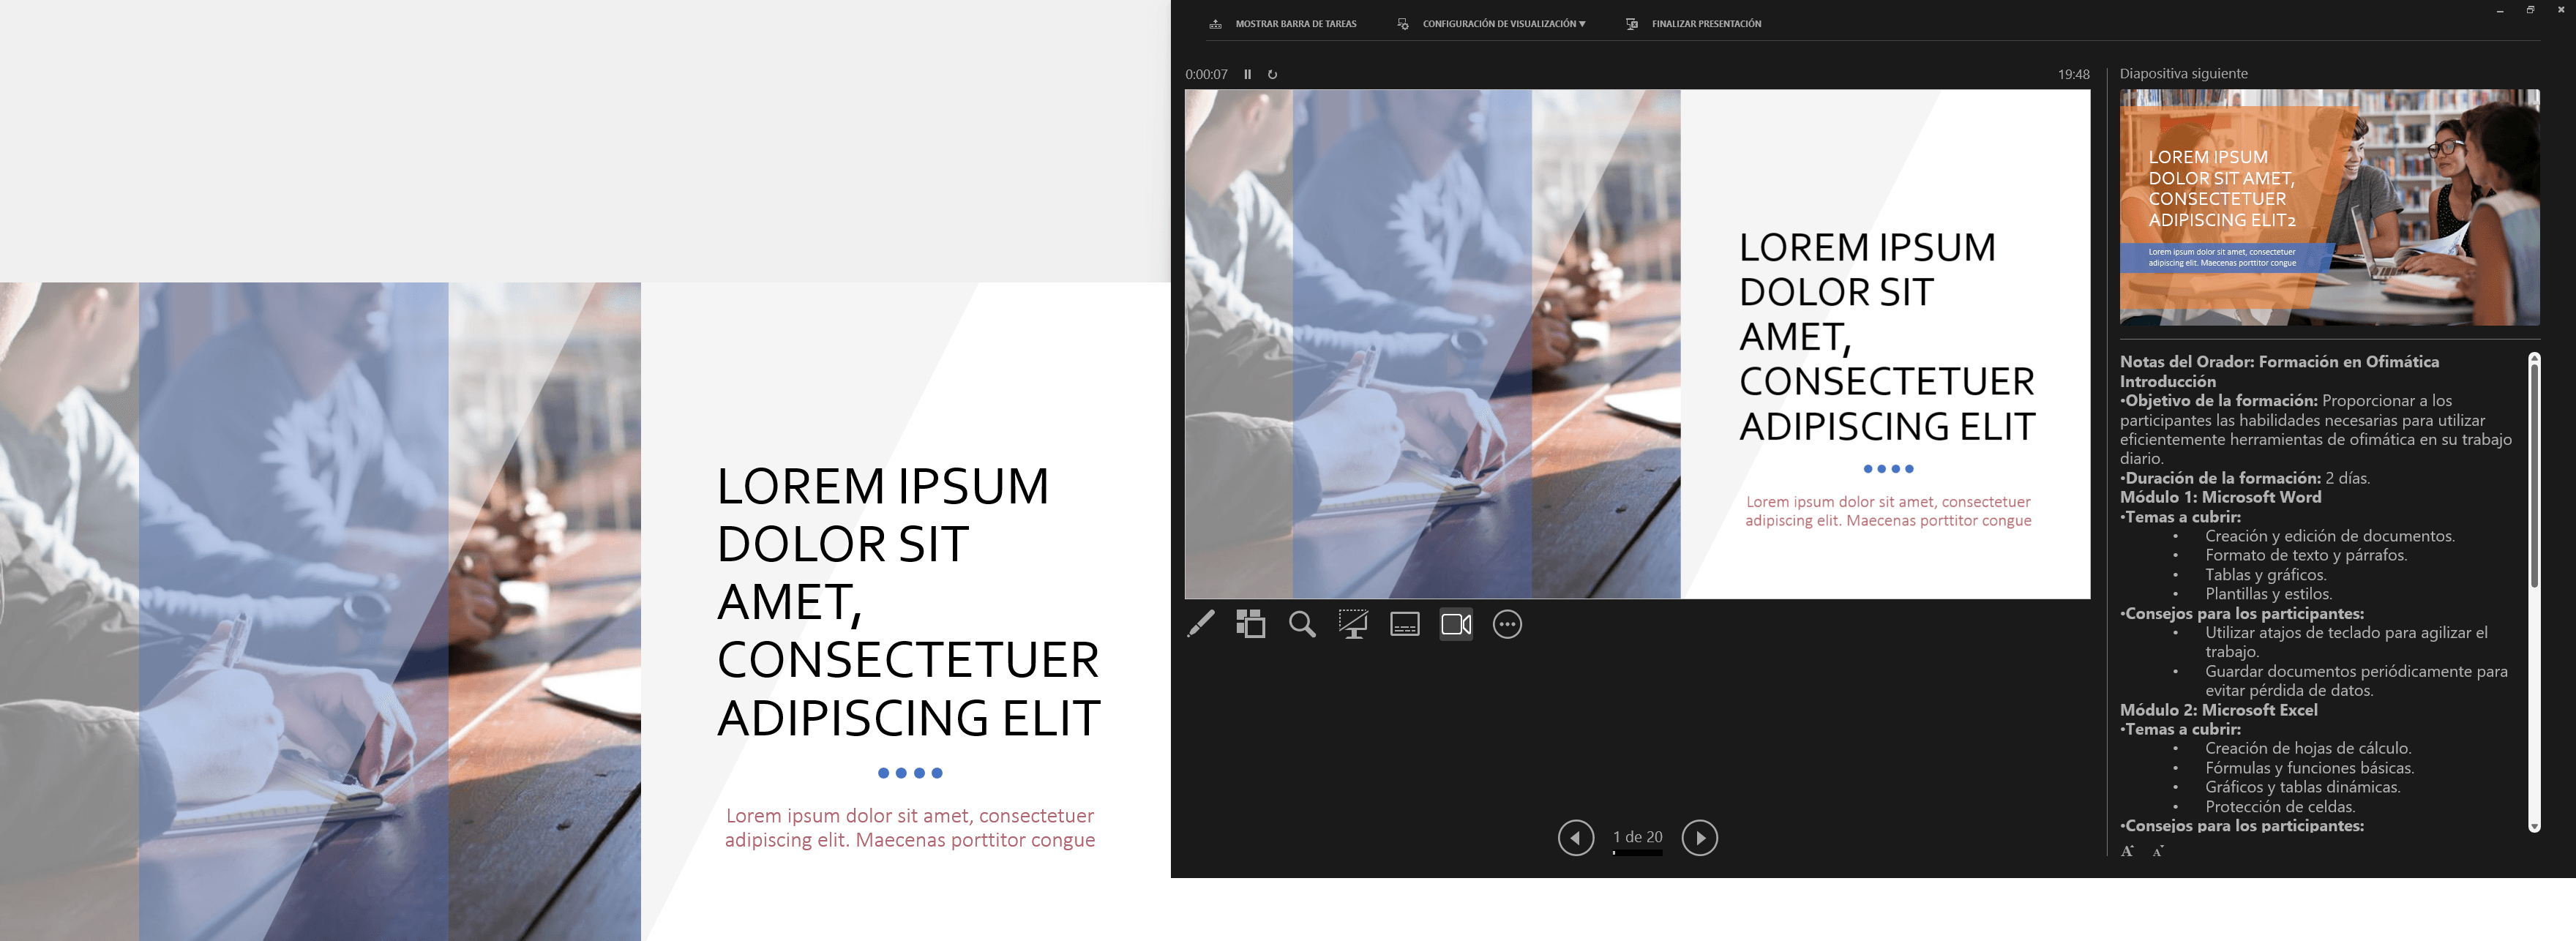 LOREM IPSUM
DOLOR SIT
AMET,
CONSECTETUER
ADIPISCING ELIT
Lorem ipsum dolor sit amet, consectetuer
adipiscing elit. Maecenas porttitor congue
MOSTRAR BARRA DE TAREAS
CONFIGURACIÓN DE VISUALIZACIÓN ▼
FINALIZAR PRESENTACIÓN
0:00:07
19:48
LOREM IPSUM
DOLOR SIT
AMET,
CONSECTETUER
ADIPISCING ELIT
Lorem ipsum dolor sit amet, consectetuer
adipiscing elit. Maecenas porttitor congue
1 de 20
Diapositiva siguiente
LOREM IPSUM
DOLOR SIT AMET,
CONSECTETUER
ADIPISCING ELIT2
Lorem ipsum dolor sit amet, consectetuer
adipiscing elit. Maecenas porttitor congue
Notas del Orador: Formación en Ofimática
Introducción
•Objetivo de la formación: Proporcionar a los
participantes las habilidades necesarias para utilizar
eficientemente herramientas de ofimática en su trabajo
diario.
•Duración de la formación: 2 días.
Módulo 1: Microsoft Word
•Temas a cubrir:
• Creación y edición de documentos.
• Formato de texto y párrafos.
• Tablas y gráficos.
• Plantillas y estilos.
•Consejos para los participantes:
• Utilizar atajos de teclado para agilizar el
trabajo.
• Guardar documentos periódicamente para
evitar pérdida de datos.
Módulo 2: Microsoft Excel
•Temas a cubrir:
• Creación de hojas de cálculo.
• Fórmulas y funciones básicas.
• Gráficos y tablas dinámicas.
• Protección de celdas.
•Consejos para los participantes:
A A